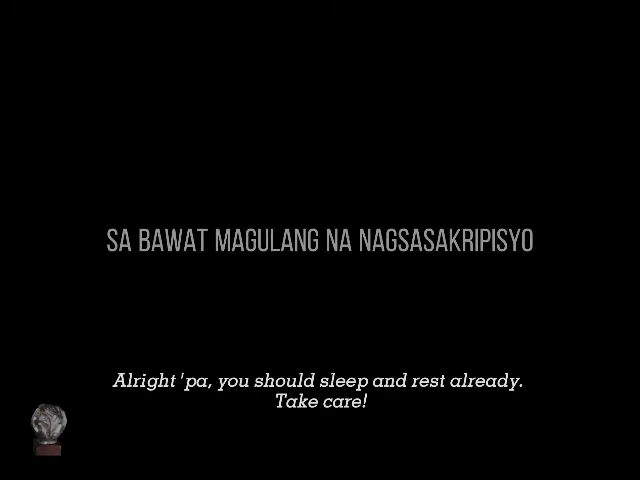 SA BAWAT MAGULANG NA NAGSASAKRIPISYO
Alright 'pa, you should sleep and rest already.
Take care!